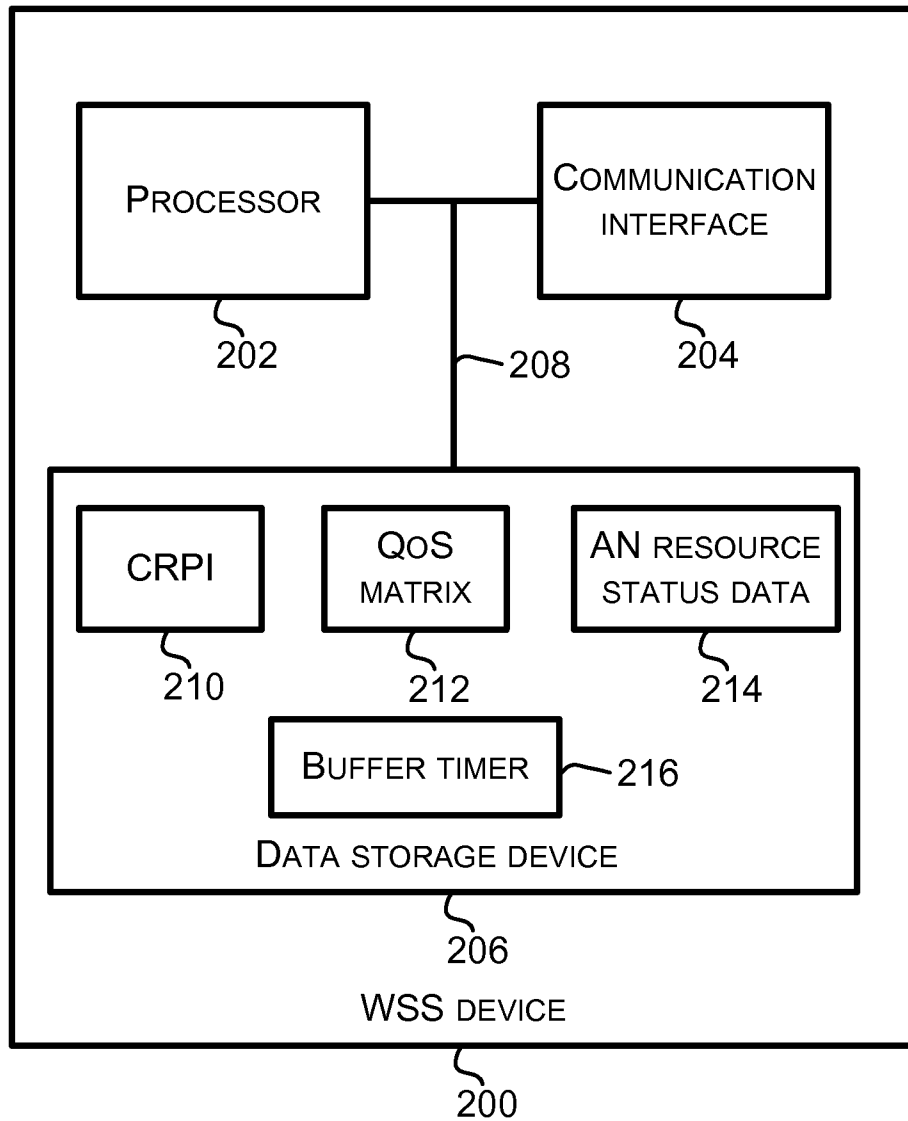 PROCESSOR
COMMUNICATION
INTERFACE
202
208
204
CRPI
QOS
MATRIX
AN RESOURCE
STATUS DATA
210
212
214
BUFFER TIMER
216
DATA STORAGE DEVICE
206
WSS DEVICE
200